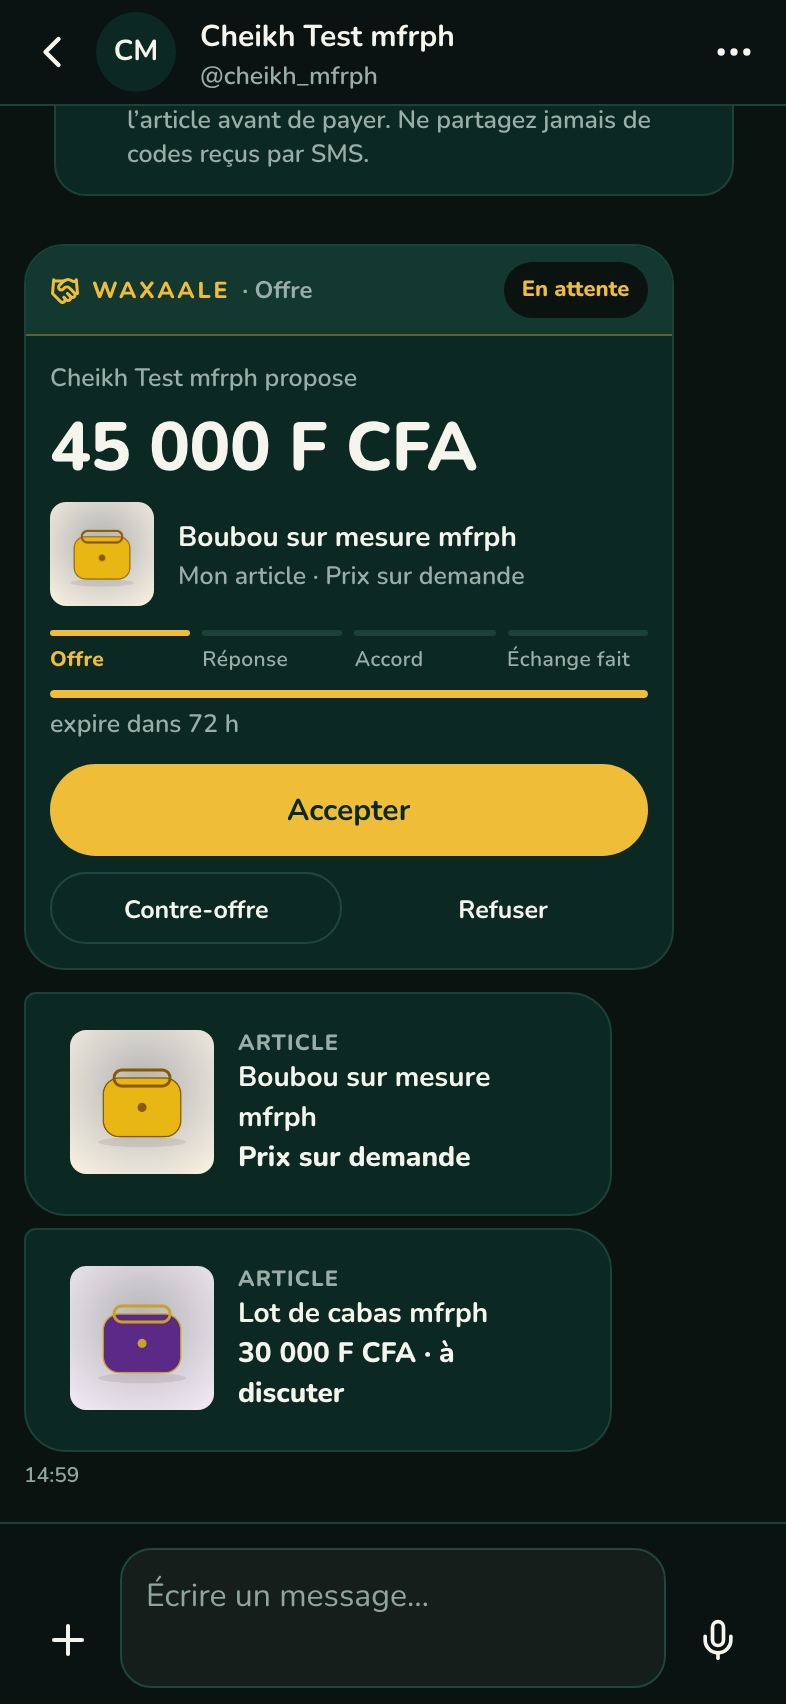 CM
Cheikh Test mfrph
@cheikh_mfrph
l’article avant de payer. Ne partagez jamais de
codes reçus par SMS.
WAXAALE · Offre
En attente
Cheikh Test mfrph propose
45 000 F CFA
Boubou sur mesure mfrph
Mon article · Prix sur demande
Offre
Réponse
Accord
Échange fait
expire dans 72 h
Accepter
Contre-offre
Refuser
ARTICLE
Boubou sur mesure
mfrph
Prix sur demande
ARTICLE
Lot de cabas mfrph
30 000 F CFA · à
discuter
14:59
Écrire un message...